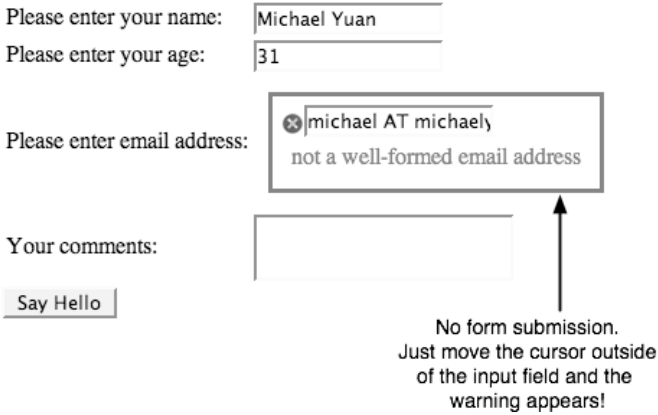 Please enter your name: Michael Yuan
Please enter your age: 31
Please enter email address: michael AT michaely
not a well-formed email address
Your comments:
Say Hello
No form submission.
Just move the cursor outside
of the input field and the
warning appears!